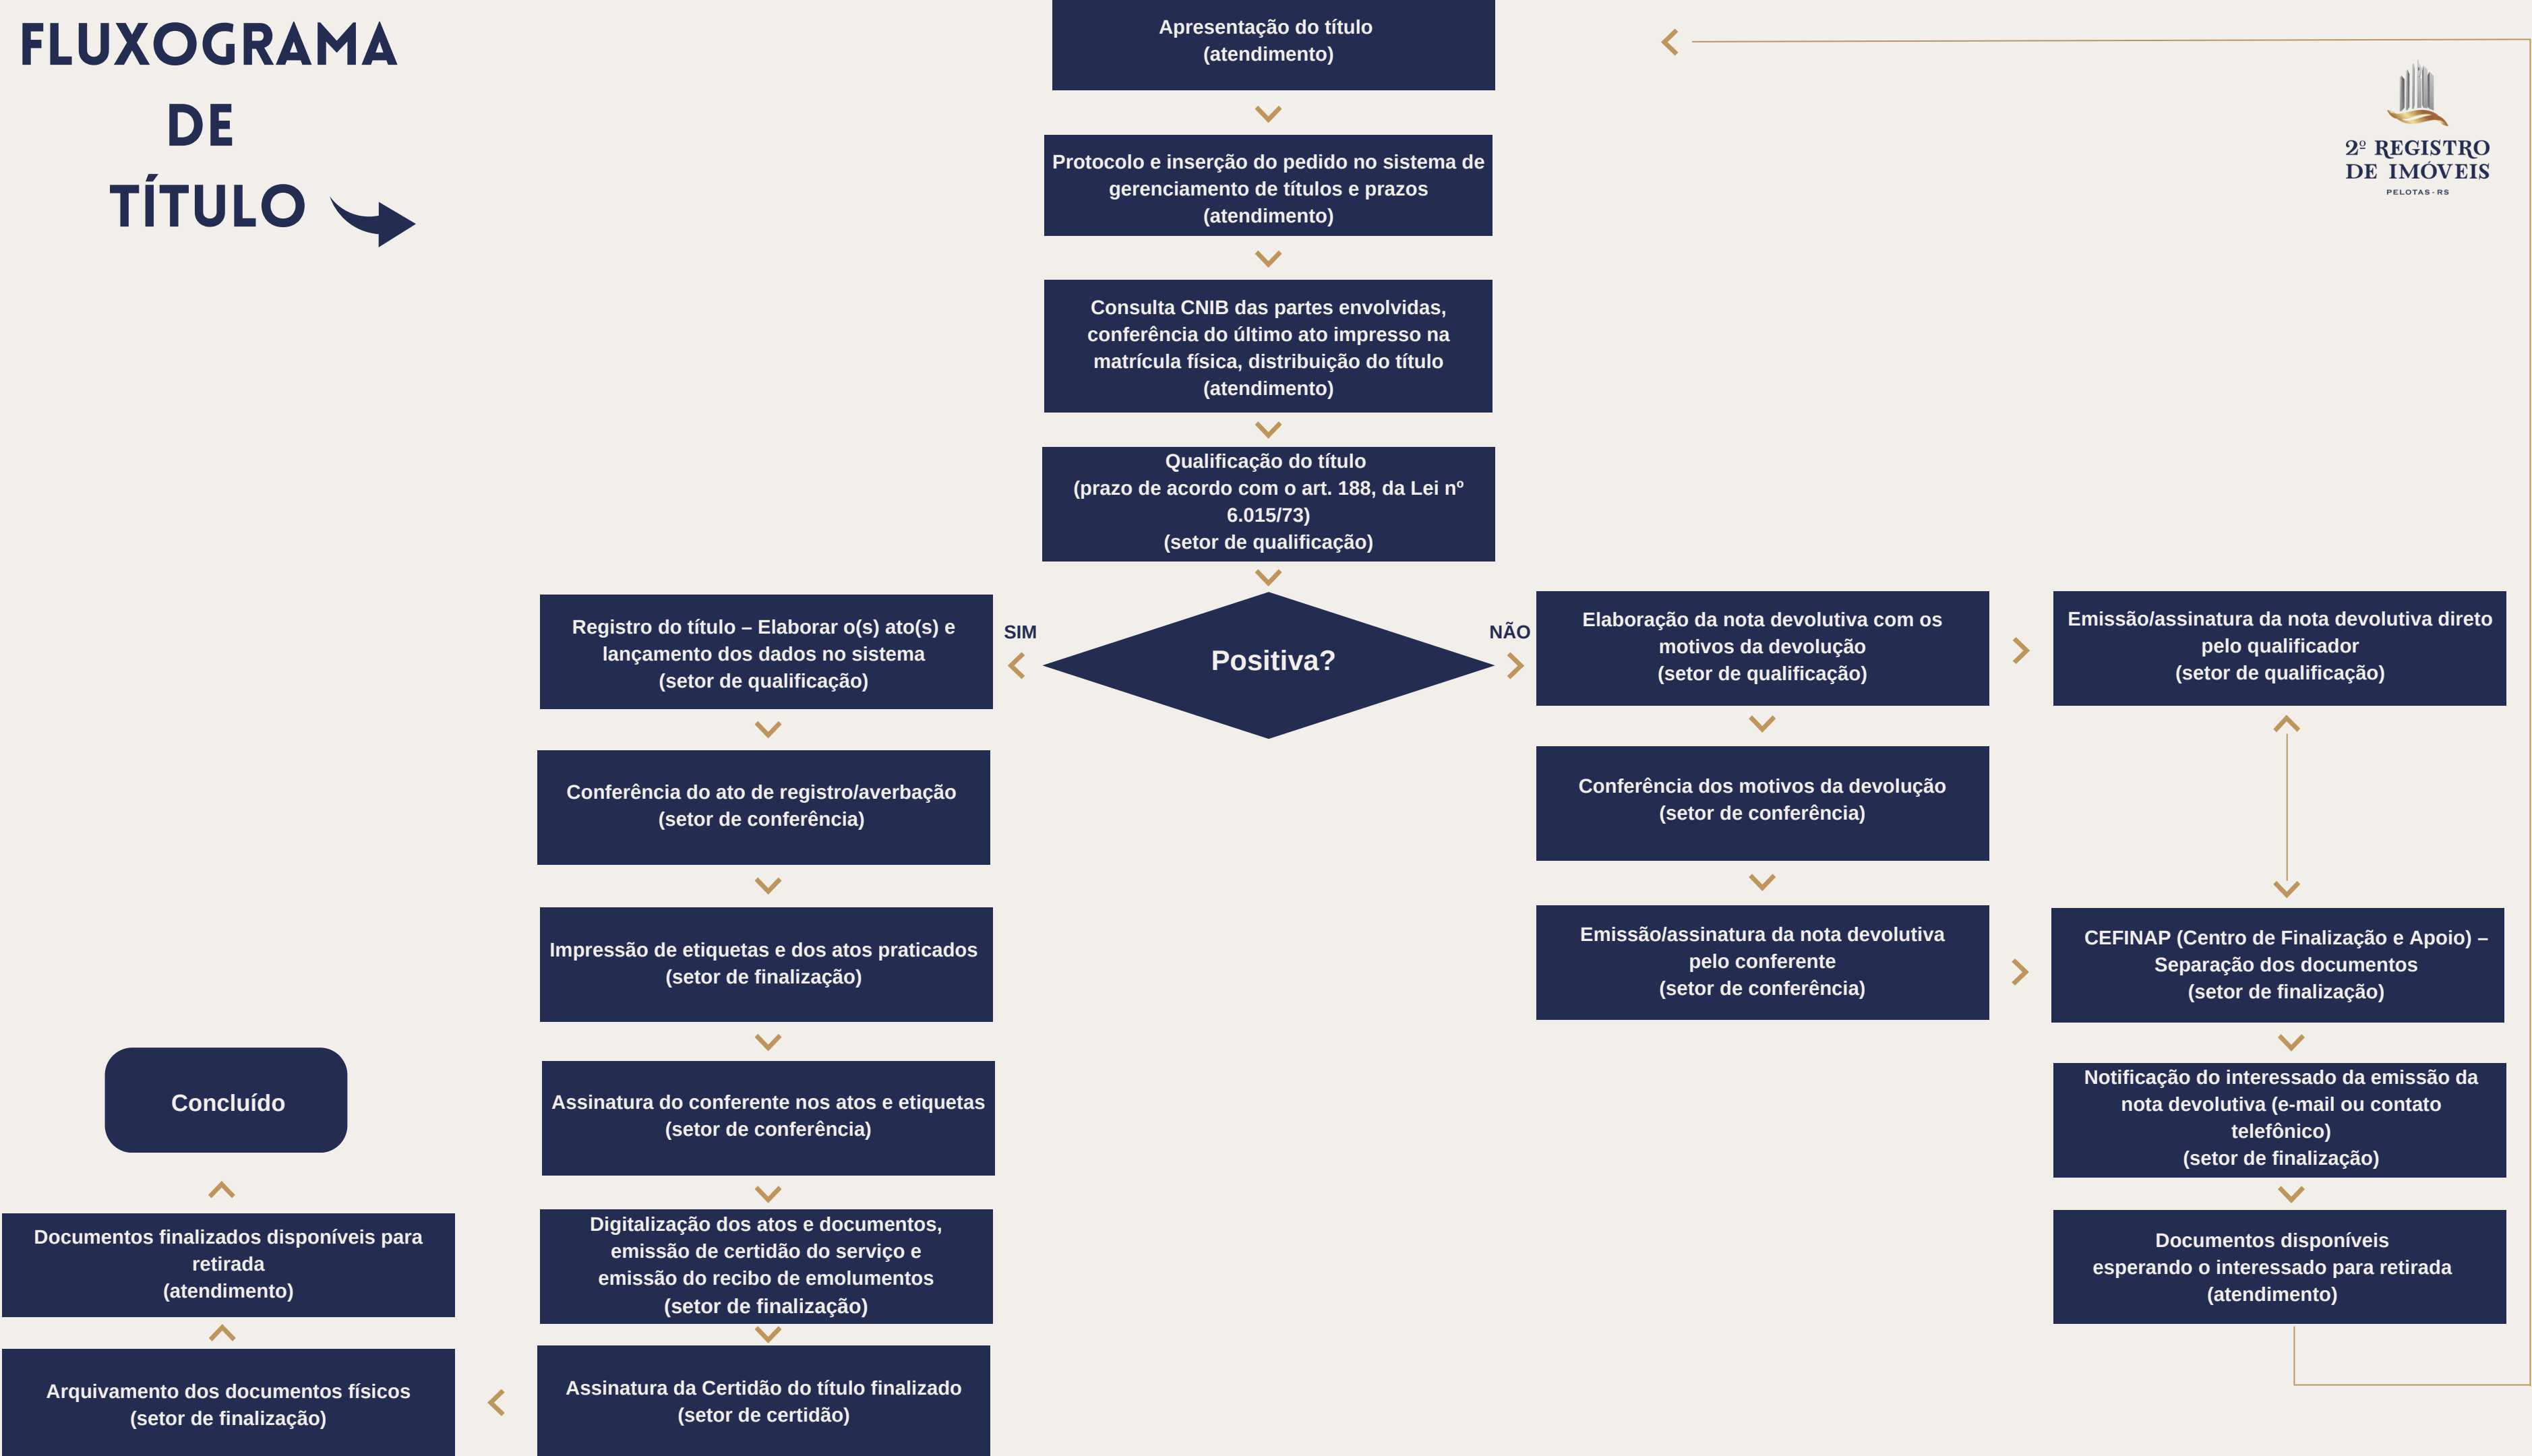 FLUXOGRAMA
DE
TÍTULO
2º REGISTRO
DE IMÓVEIS
PELOTAS - RS
Apresentação do título
(atendimento)
Protocolo e inserção do pedido no sistema de
gerenciamento de títulos e prazos
(atendimento)
Consulta CNIB das partes envolvidas,
conferência do último ato impresso na
matrícula física, distribuição do título
(atendimento)
Qualificação do título
(prazo de acordo com o art. 188, da Lei nº
6.015/73)
(setor de qualificação)
Positiva?
SIM
NÃO
Registro do título – Elaborar o(s) ato(s) e
lançamento dos dados no sistema
(setor de qualificação)
Conferência do ato de registro/averbação
(setor de conferência)
Impressão de etiquetas e dos atos praticados
(setor de finalização)
Assinatura do conferente nos atos e etiquetas
(setor de conferência)
Digitalização dos atos e documentos,
emissão de certidão do serviço e
emissão do recibo de emolumentos
(setor de finalização)
Assinatura da Certidão do título finalizado
(setor de certidão)
Arquivamento dos documentos físicos
(setor de finalização)
Documentos finalizados disponíveis para
retirada
(atendimento)
Concluído
Elaboração da nota devolutiva com os
motivos da devolução
(setor de qualificação)
Emissão/assinatura da nota devolutiva direto
pelo qualificador
(setor de qualificação)
Conferência dos motivos da devolução
(setor de conferência)
Emissão/assinatura da nota devolutiva
pelo conferente
(setor de conferência)
CEFINAP (Centro de Finalização e Apoio) –
Separação dos documentos
(setor de finalização)
Notificação do interessado da emissão da
nota devolutiva (e-mail ou contato
telefônico)
(setor de finalização)
Documentos disponíveis
esperando o interessado para retirada
(atendimento)